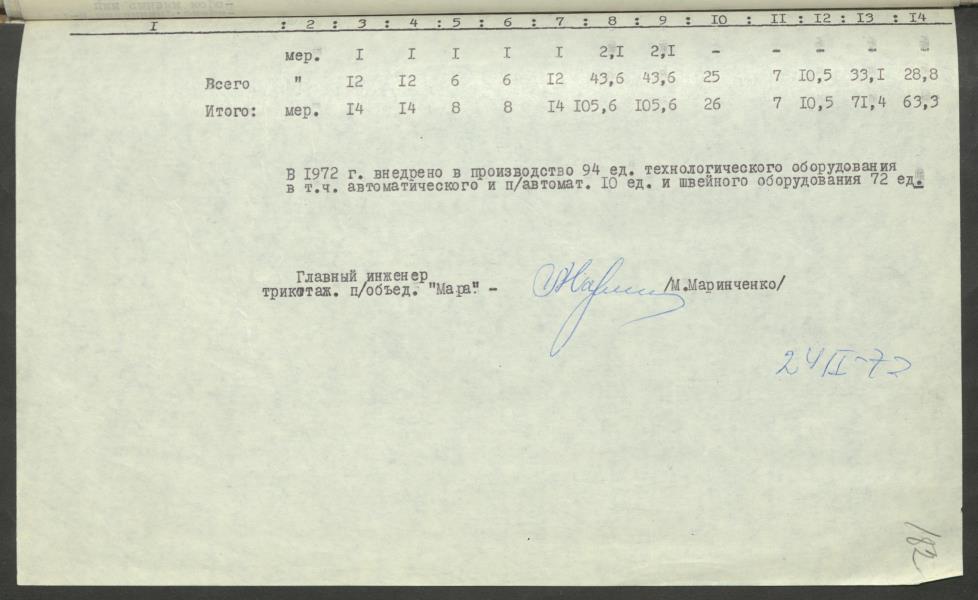 I : 2 : 3 : 4 : 5 : 6 : 7 : 8 : 9 : 10 : II : I2 : I3 : I4
мер. I I I I I 2,I 2,I - - - - -
Всего " I2 I2 6 6 I2 43,6 43,6 25 7 I0,5 33,I 28,8
Итого: мер. I4 I4 8 8 I4 I05,6 I05,6 26 7 I0,5 7I,4 63,3
В I972 г. внедрено в производство 94 ед. технологического оборудования
в т.ч. автоматического и п/автомат. I0 ед. и швейного оборудования 72 ед.
Главный инженер
трикотаж. п/объед. "Мара" - /М.Маринченко/
24/II-73
182